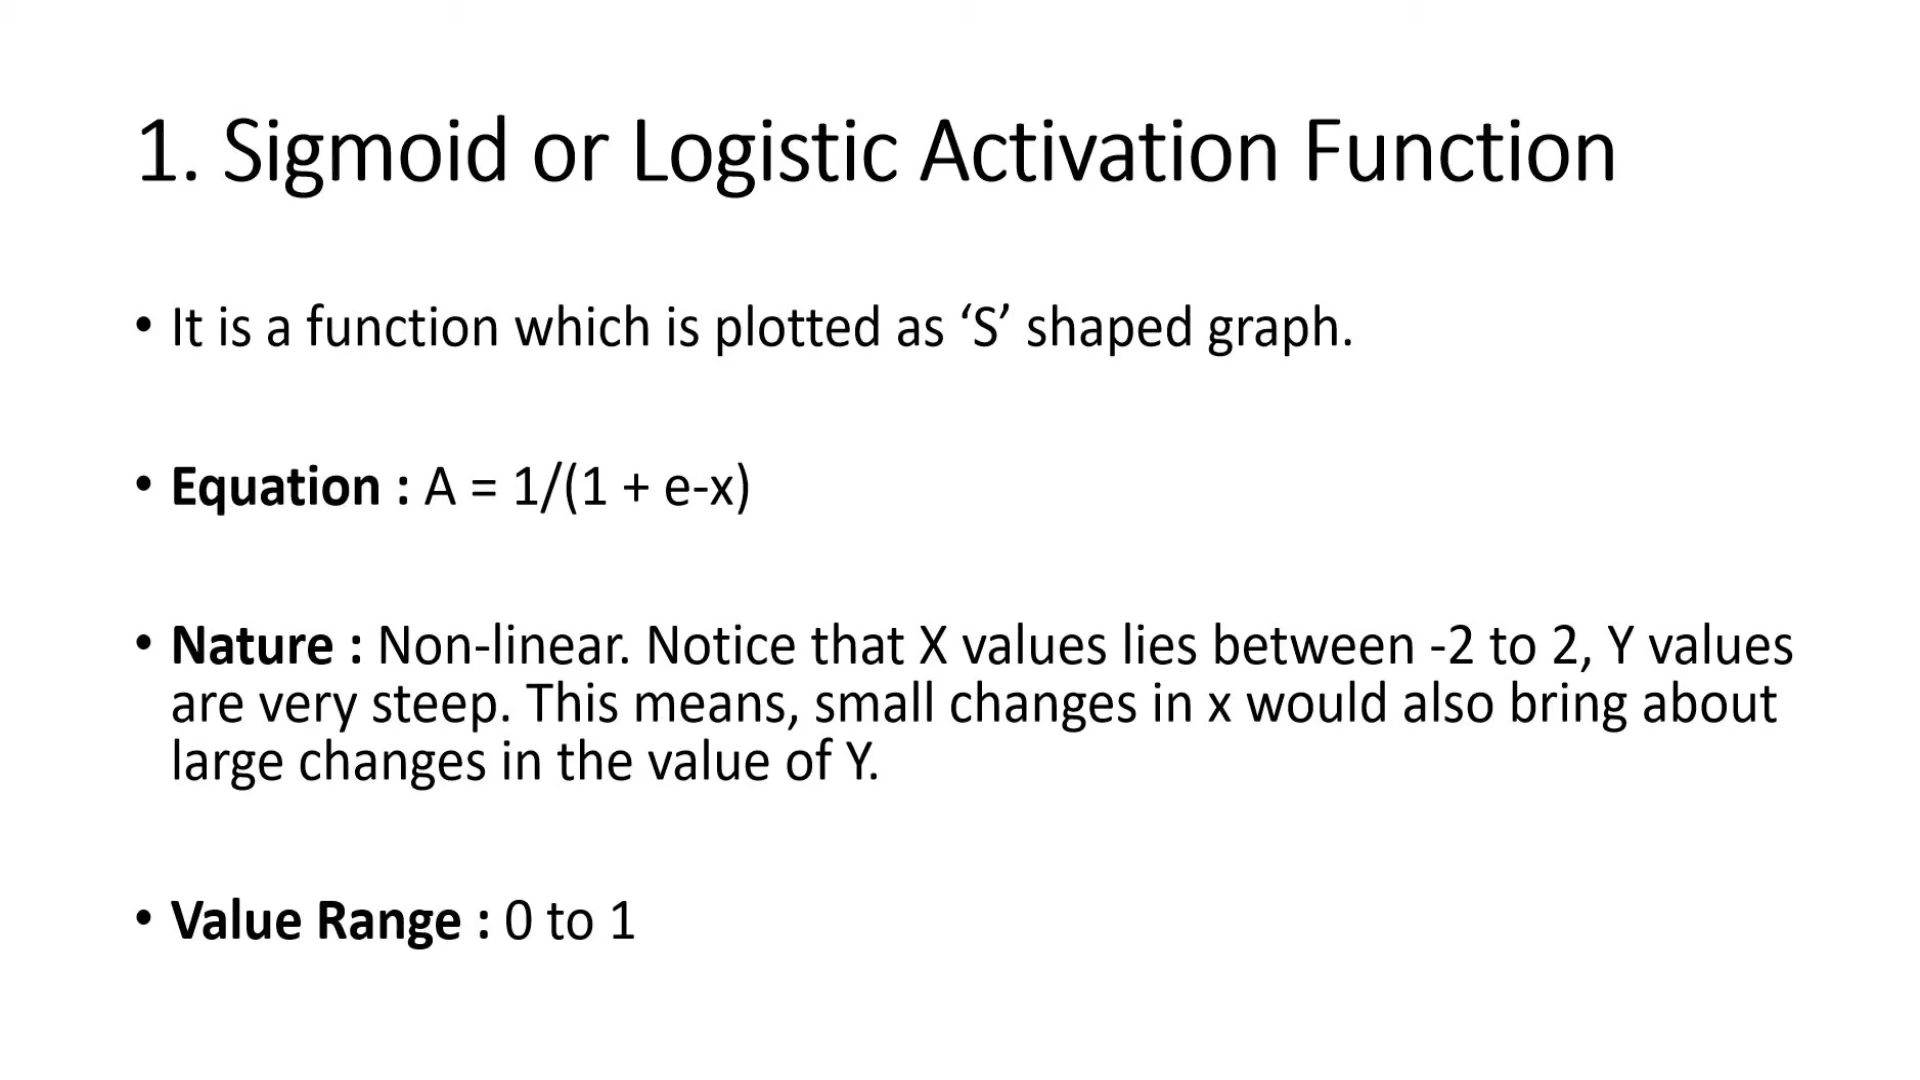 1. Sigmoid or Logistic Activation Function
• It is a function which is plotted as ‘S’ shaped graph.
• Equation : A = 1/(1 + e-x)
• Nature : Non-linear. Notice that X values lies between -2 to 2, Y values
are very steep. This means, small changes in x would also bring about
large changes in the value of Y.
• Value Range : 0 to 1